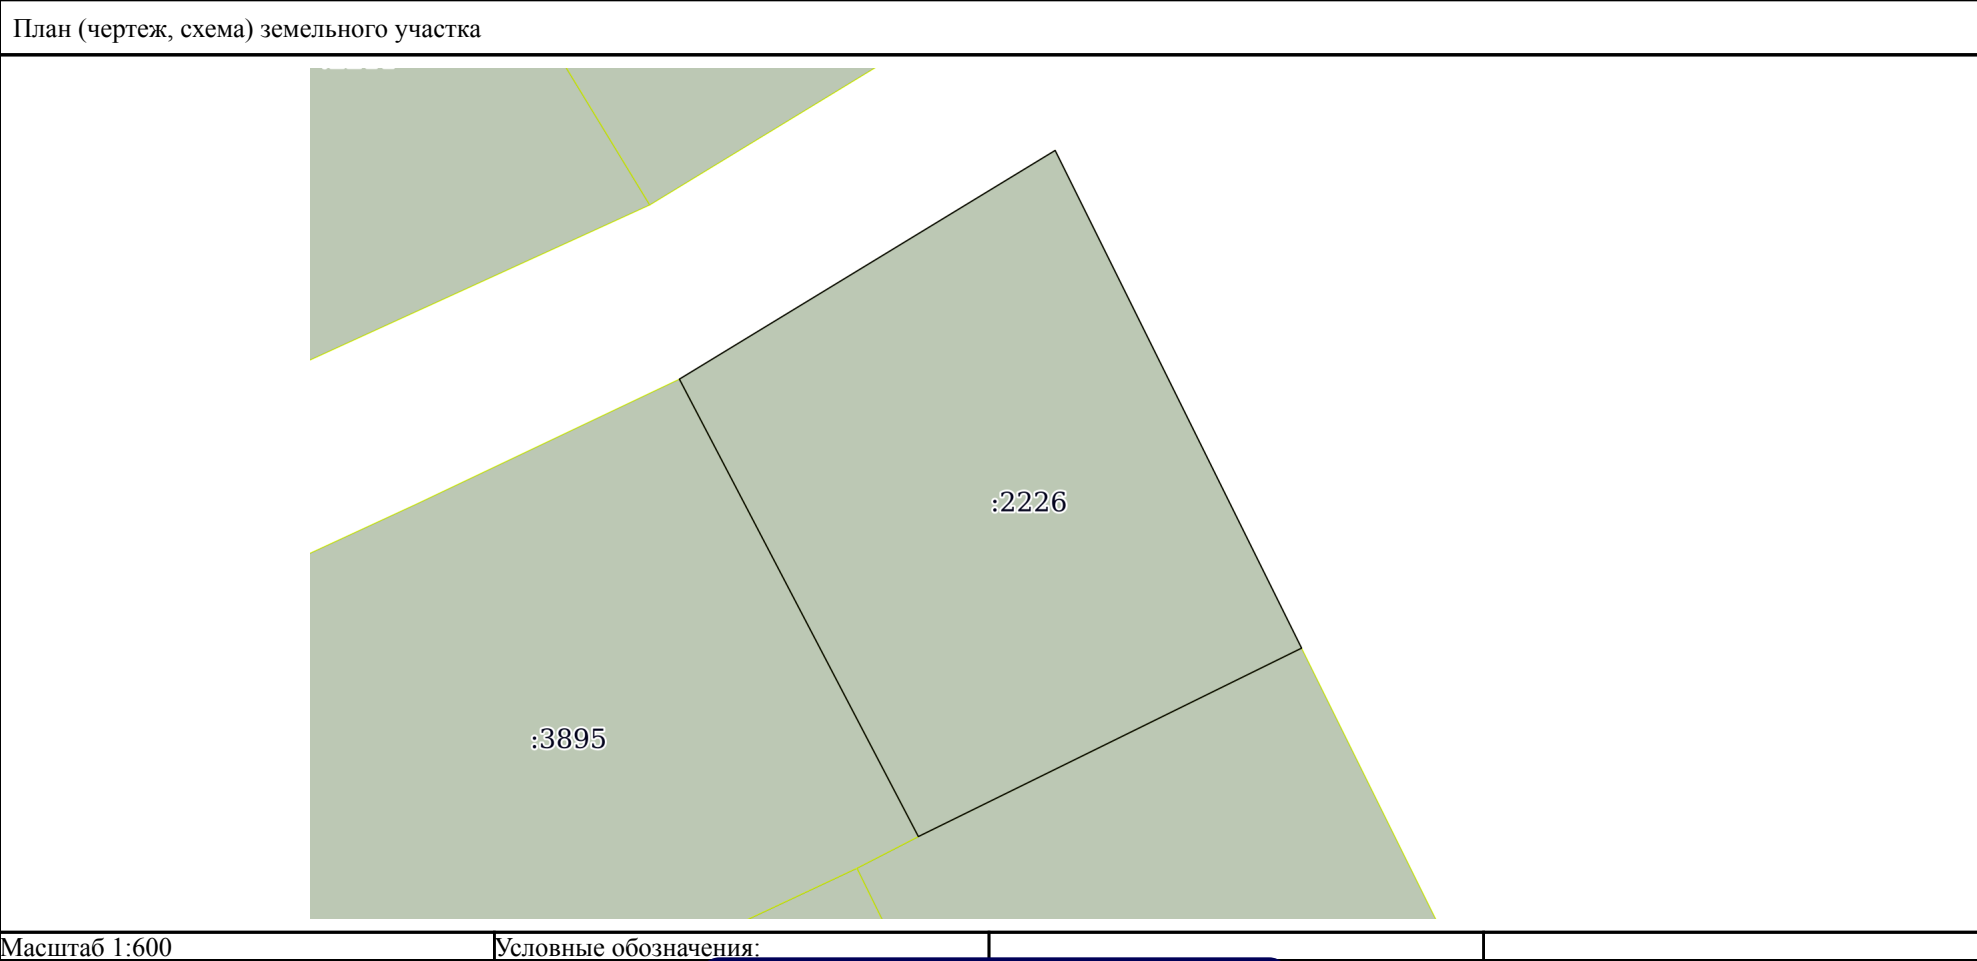 План (чертеж, схема) земельного участка
:2226
:3895
Масштаб 1:600
Условные обозначения: